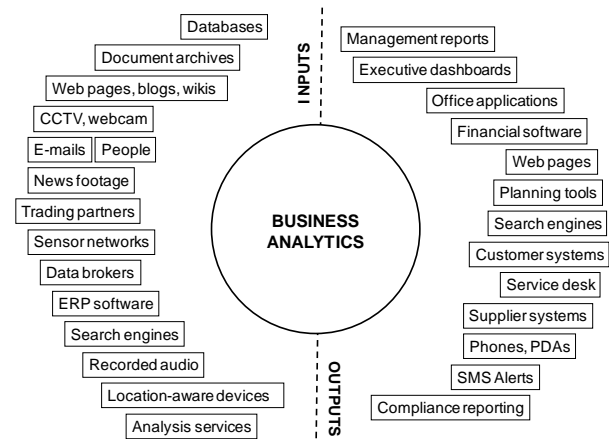 Databases
Document archives
Web pages, blogs, wikis
CCTV, webcam
E-mails
People
News footage
Trading partners
Sensor networks
Data brokers
ERP software
Search engines
Recorded audio
Location-aware devices
Analysis services
INPUTS
BUSINESS
ANALYTICS
OUTPUTS
Management reports
Executive dashboards
Office applications
Financial software
Web pages
Planning tools
Search engines
Customer systems
Service desk
Supplier systems
Phones, PDAs
SMS Alerts
Compliance reporting